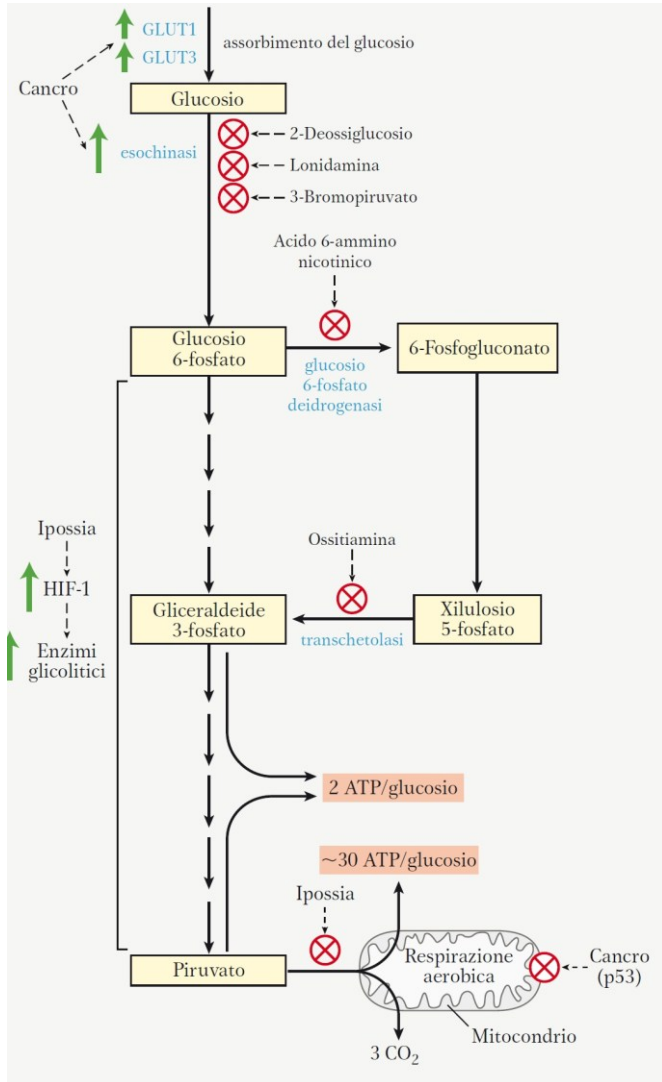 GLUT1
GLUT3
assorbimento del glucosio
Cancro
Glucosio
esochinasi
2-Deossiglucosio
Lonidamina
3-Bromopiruvato
Acido 6-ammino
nicotinico
Glucosio
6-fosfato
6-Fosfogluconato
glucosio
6-fosfato
deidrogenasi
Ipossia
HIF-1
Enzimi
glicolitici
Ossitiamina
Gliceraldeide
3-fosfato
transchetolasi
Xilulosio
5-fosfato
2 ATP/glucosio
~30 ATP/glucosio
Ipossia
Piruvato
Respirazione
aerobica
Cancro
(p53)
Mitocondrio
3 CO₂